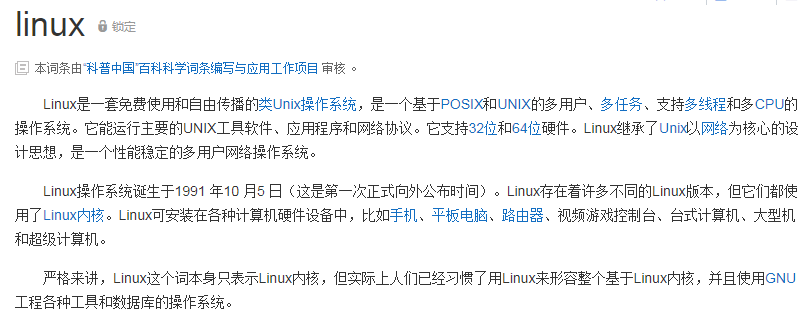 linux 锁定
本词条由“科普中国”百科科学词条编写与应用工作项目 审核 。
Linux是一套免费使用和自由传播的类Unix操作系统，是一个基于POSIX和UNIX的多用户、多任务、支持多线程和多CPU的
操作系统。它能运行主要的UNIX工具软件、应用程序和网络协议。它支持32位和64位硬件。Linux继承了Unix以网络为核心的设
计思想，是一个性能稳定的多用户网络操作系统。
Linux操作系统诞生于1991 年10 月5 日（这是第一次正式向外公布时间）。Linux存在着许多不同的Linux版本，但它们都使
用了Linux内核。Linux可安装在各种计算机硬件设备中，比如手机、平板电脑、路由器、视频游戏控制台、台式计算机、大型机
和超级计算机。
严格来讲，Linux这个词本身只表示Linux内核，但实际上人们已经习惯了用Linux来形容整个基于Linux内核，并且使用GNU
工程各种工具和数据库的操作系统。